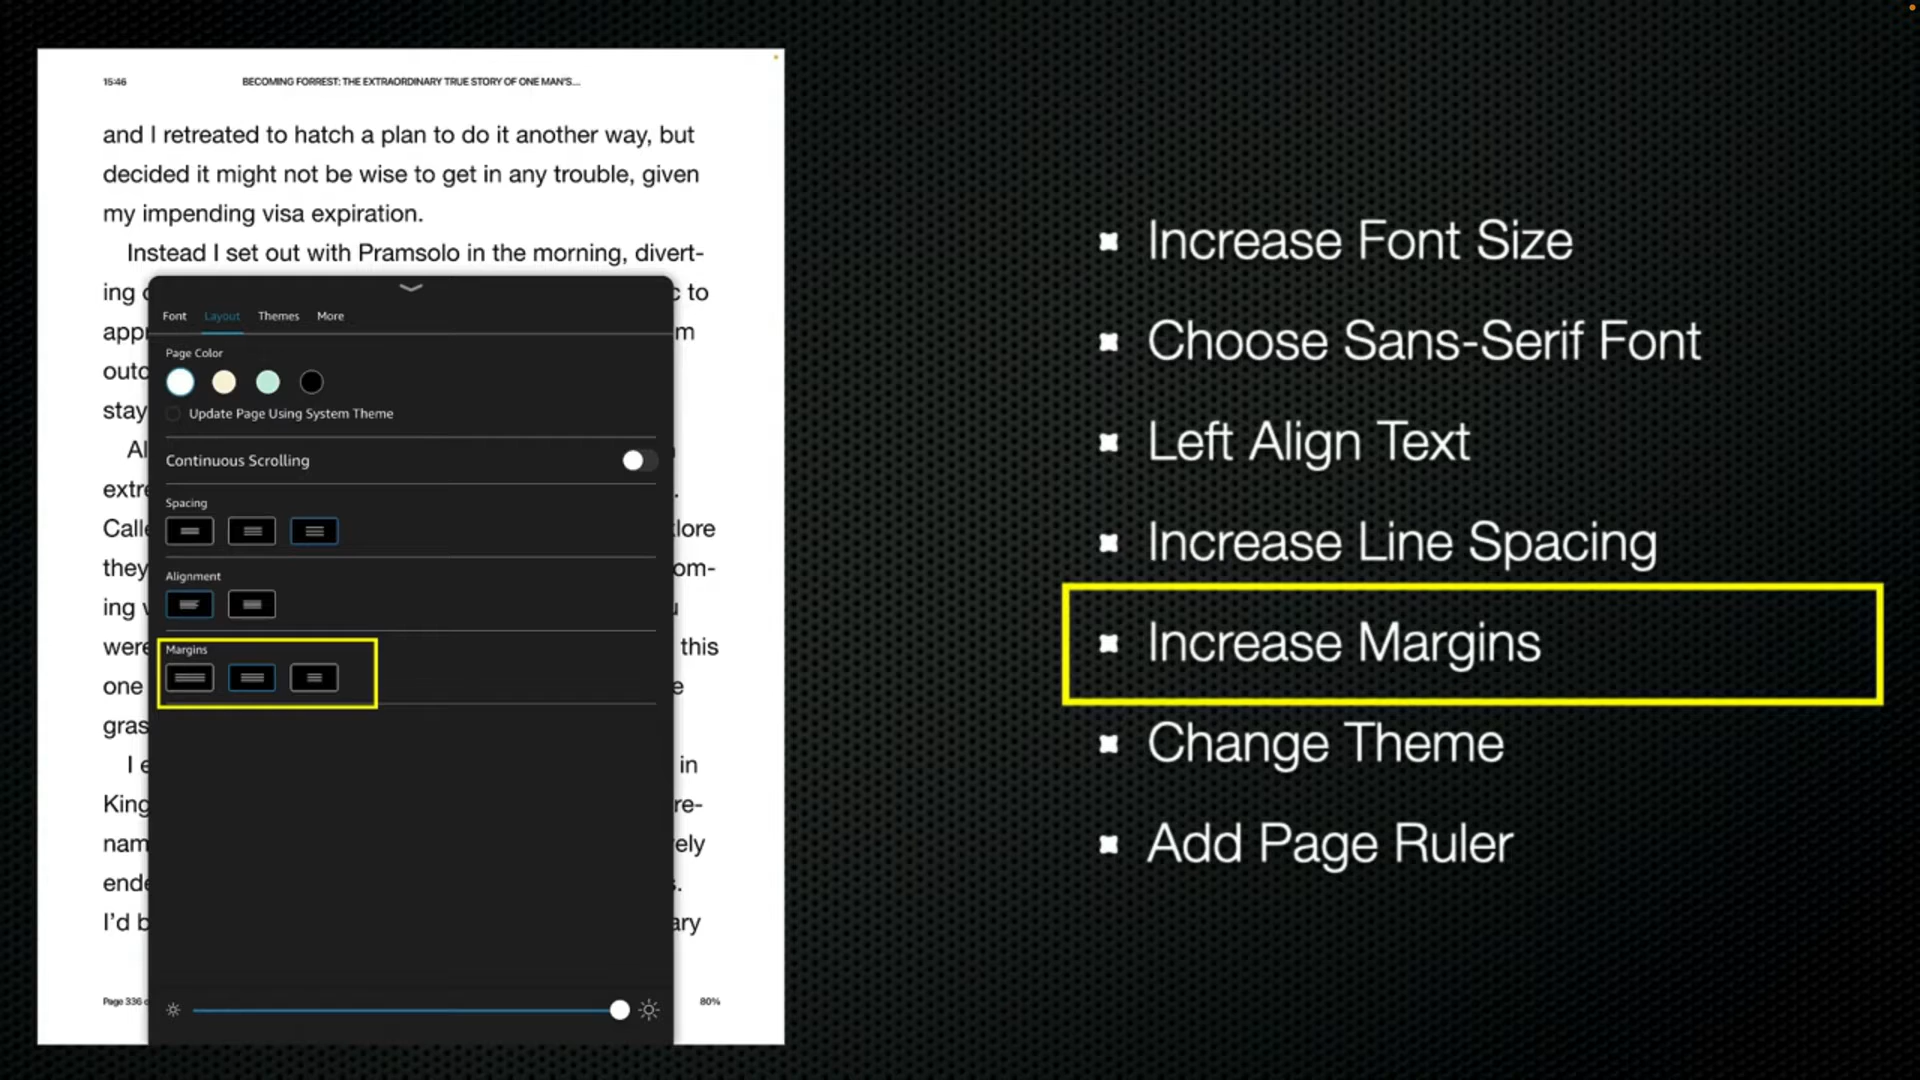 15:46
BECOMING FORREST: THE EXTRAORDINARY TRUE STORY OF ONE MAN'S...
and I retreated to hatch a plan to do it another way, but
decided it might not be wise to get in any trouble, given
my impending visa expiration.
Instead I set out with Pramsolo in the morning, divert-
ing
to
outo
stay
Al
extre
Calle
lore
they
om-
ing
were
this
one
gras
I
in
King
re-
nam
ely
ende
I'd b
ary
Page 336
80%
Font Layout Themes More
Page Color
Update Page Using System Theme
Continuous Scrolling
Spacing
Alignment
Margins
Increase Font Size
Choose Sans-Serif Font
Left Align Text
Increase Line Spacing
Increase Margins
Change Theme
Add Page Ruler